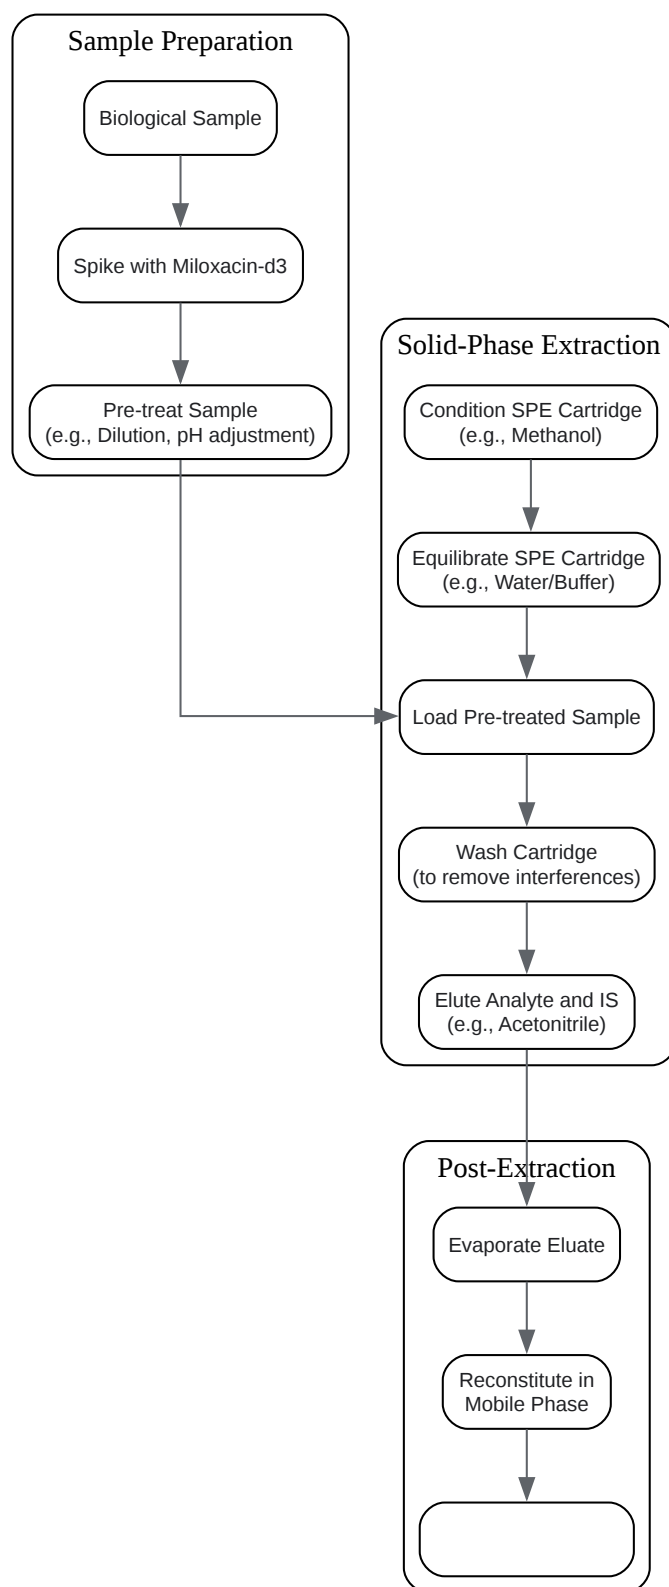 Sample Preparation
Biological Sample
Spike with Miloxacin-d3
Pre-treat Sample
(e.g., Dilution, pH adjustment)
Solid-Phase Extraction
Condition SPE Cartridge
(e.g., Methanol)
Equilibrate SPE Cartridge
(e.g., Water/Buffer)
Load Pre-treated Sample
Wash Cartridge
(to remove interferences)
Elute Analyte and IS
(e.g., Acetonitrile)
Post-Extraction
Evaporate Eluate
Reconstitute in
Mobile Phase